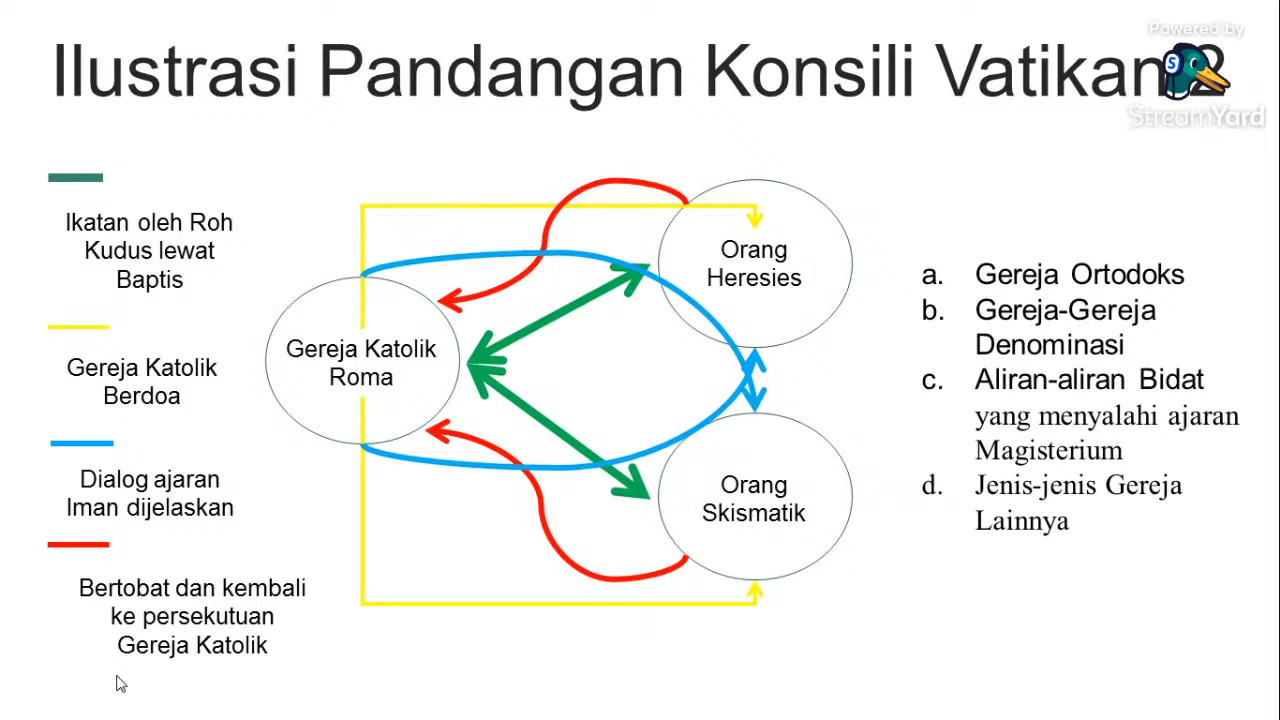 Powered by
Ilustrasi Pandangan Konsili Vatikan 2
S
StreamYard
Ikatan oleh Roh
Kudus lewat
Baptis
Gereja Katolik
Berdoa
Dialog ajaran
Iman dijelaskan
Bertobat dan kembali
ke persekutuan
Gereja Katolik
Gereja Katolik
Roma
Orang
Heresies
Orang
Skismatik
a. Gereja Ortodoks
b. Gereja-Gereja
Denominasi
c. Aliran-aliran Bidat
yang menyalahi ajaran
Magisterium
d. Jenis-jenis Gereja
Lainnya